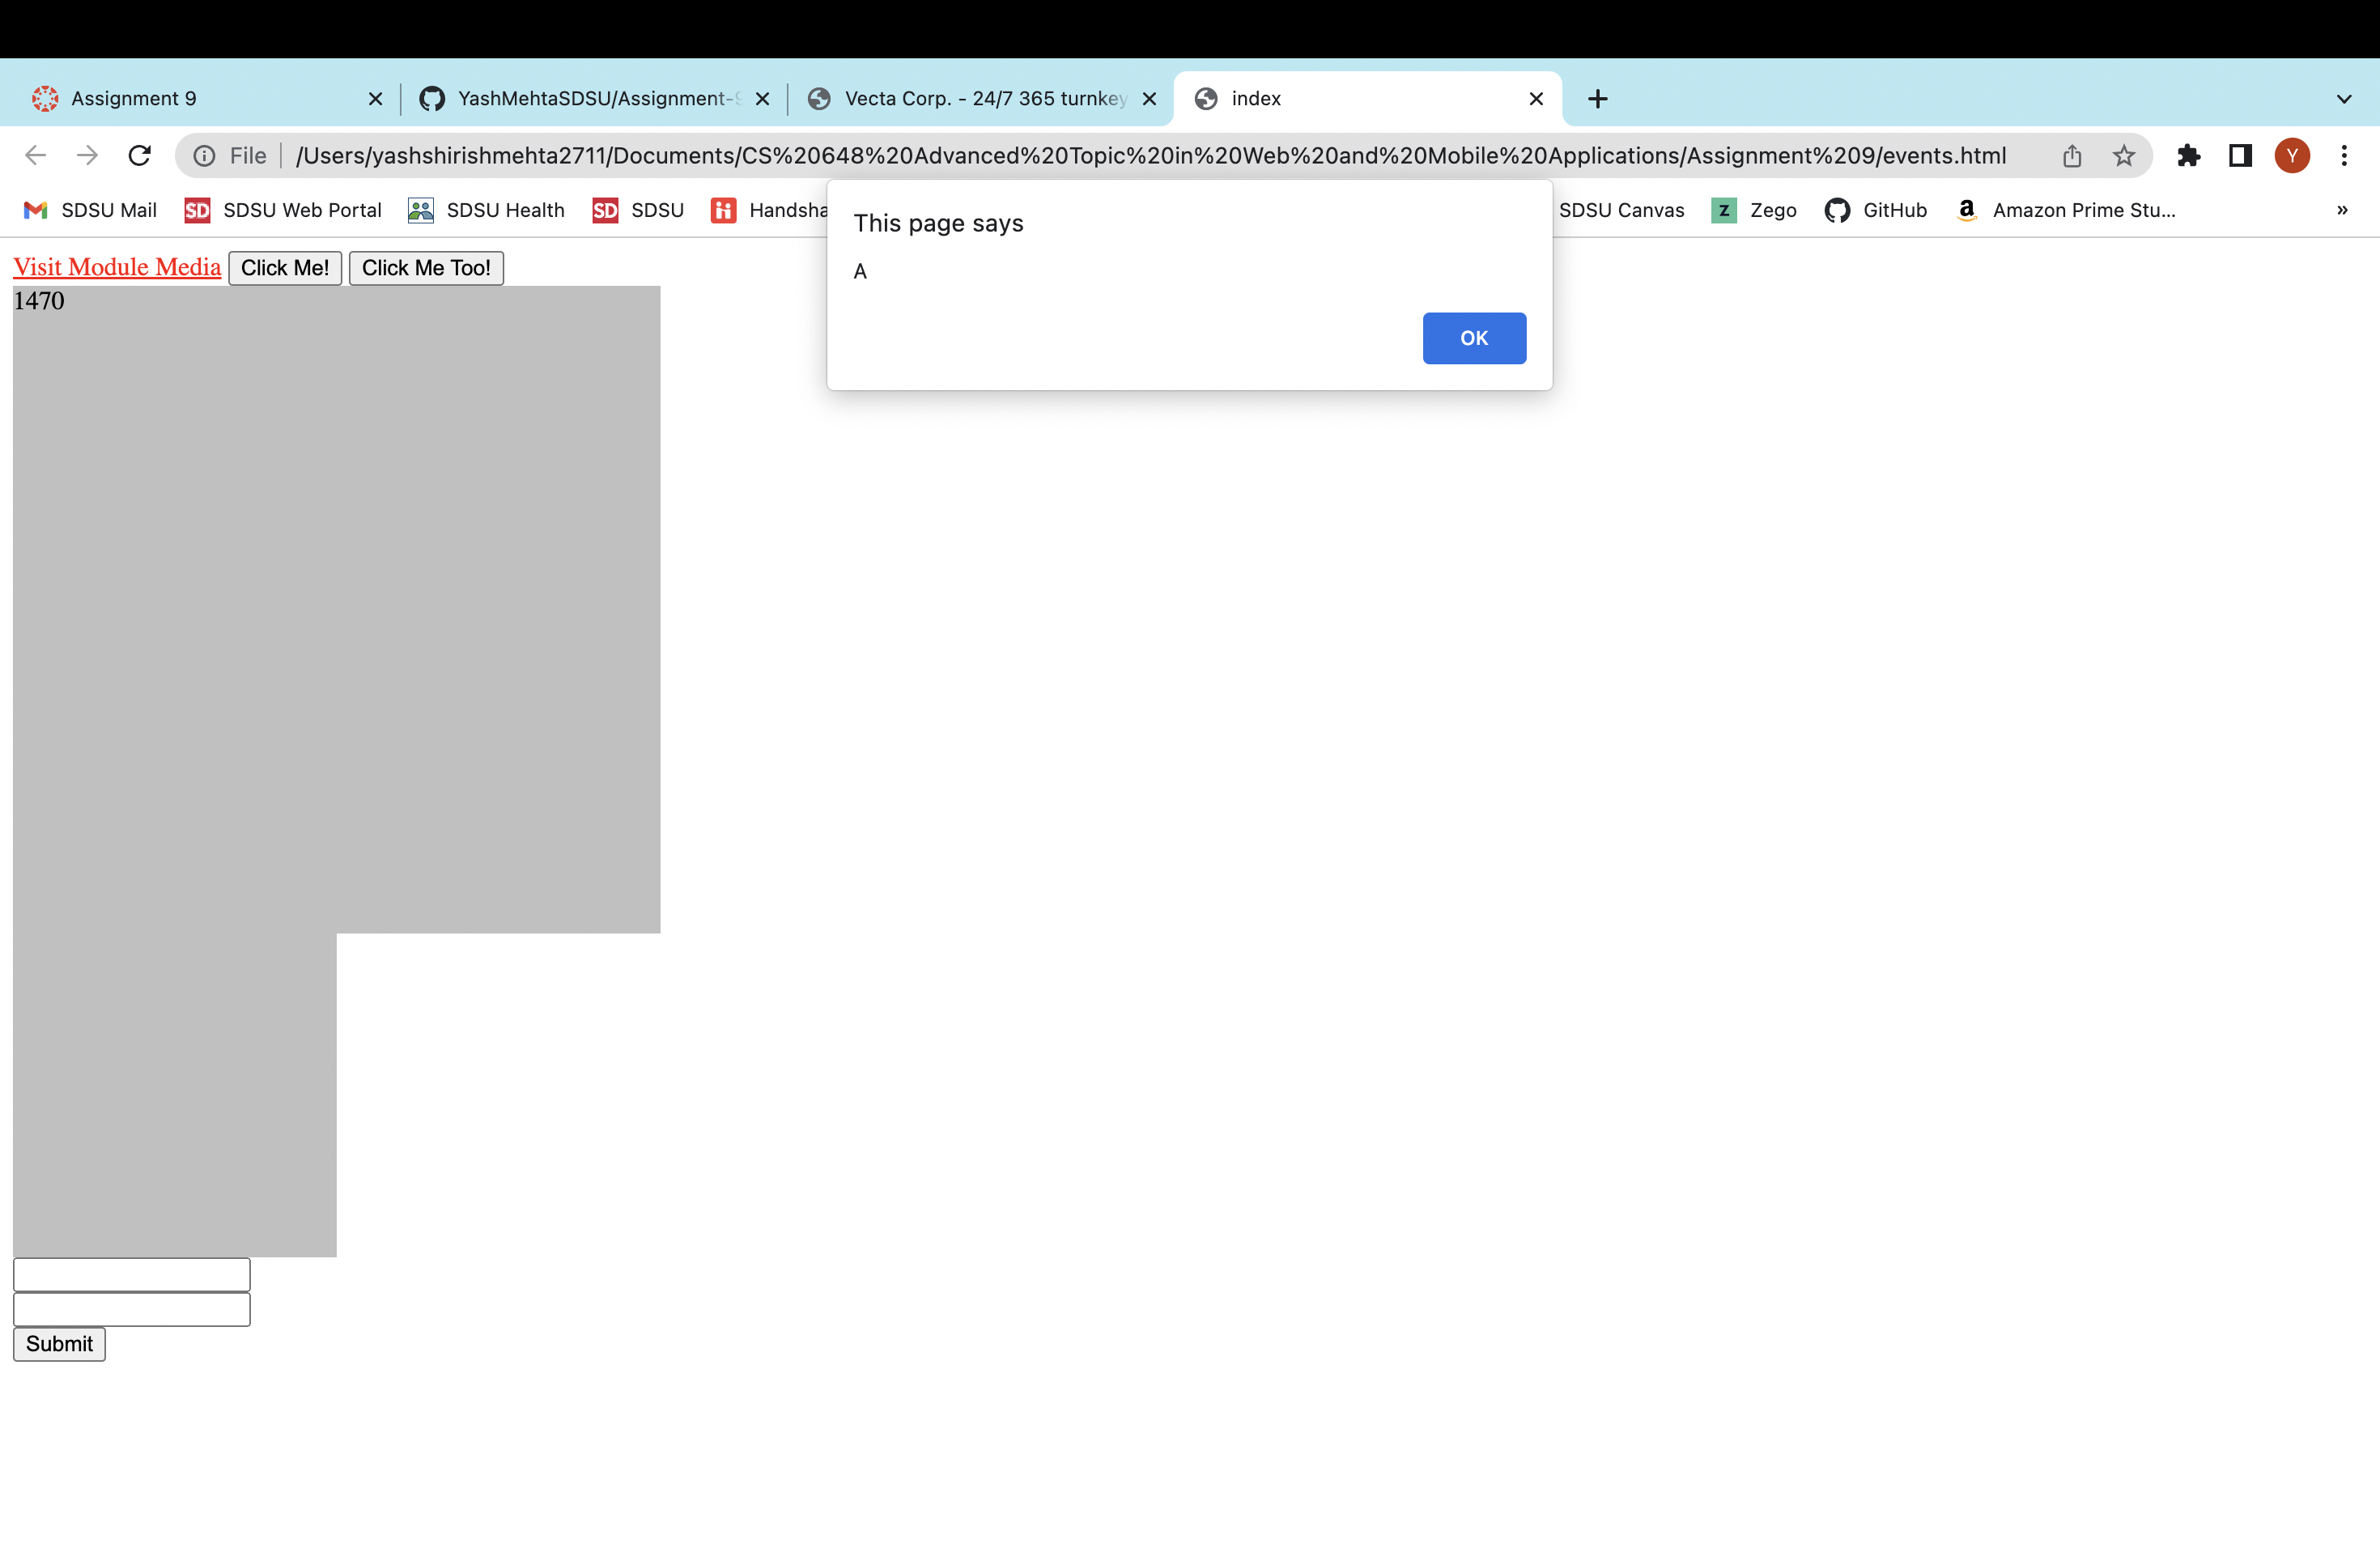 Assignment 9
YashMehtaSDSU/Assignment-9
Vecta Corp. - 24/7 365 turnkey
index
File
/Users/yashshirishmehta2711/Documents/CS%20648%20Advanced%20Topic%20in%20Web%20and%20Mobile%20Applications/Assignment%209/events.html
Y
SDSU Mail
SD SDSU Web Portal
SDSU Health
SD SDSU
Handsha
SDSU Canvas
Z Zego
GitHub
a Amazon Prime Stu...
»
This page says
A
OK
Visit Module Media Click Me! Click Me Too!
1470
Submit